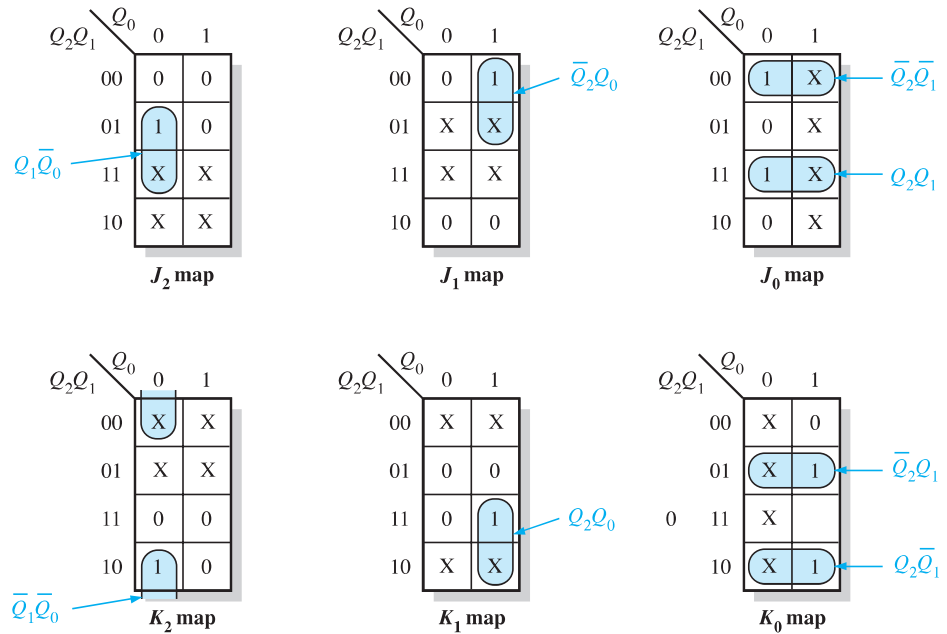 Q₀ Q₀ Q₀
Q₂Q₁ 0 1 Q₂Q₁ 0 1 Q₂Q₁ 0 1
00 0 0 00 1 Q̅₂Q₀ 00 1 X Q̅₂Q̅₁
01 1 0 01 X X 01 0 X
Q₁Q̅₀ 11 X X 11 X X 11 1 X Q₂Q₁
10 X X 10 0 0 10 0 X
J₂ map J₁ map J₀ map
Q₀ Q₀ Q₀
Q₂Q₁ 0 1 Q₂Q₁ 0 1 Q₂Q₁ 0 1
00 X X 00 X X 00 X 0
01 X X 01 0 0 01 X 1 Q̅₂Q₁
11 0 0 11 0 1 Q₂Q₀ 0 11 X
10 1 0 10 X X 10 X 1 Q₂Q̅₁
Q̅₁Q̅₀ K₂ map K₁ map K₀ map